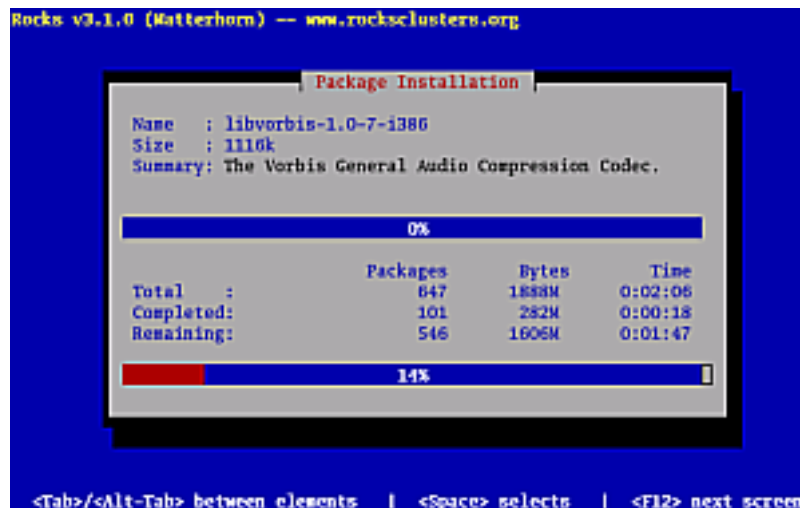 Rocks v3.1.0 (Matterhorn) -- www.rocksclusters.org
Package Installation
Name : libvorbis-1.0-7-i386
Size : 1116k
Summary: The Vorbis General Audio Compression Codec.
0%
Packages Bytes Time
Total : 647 1888M 0:02:06
Completed: 101 282M 0:00:18
Remaining: 546 1606M 0:01:47
14%
<Tab>/<Alt-Tab> between elements | <Space> selects | <F12> next screen